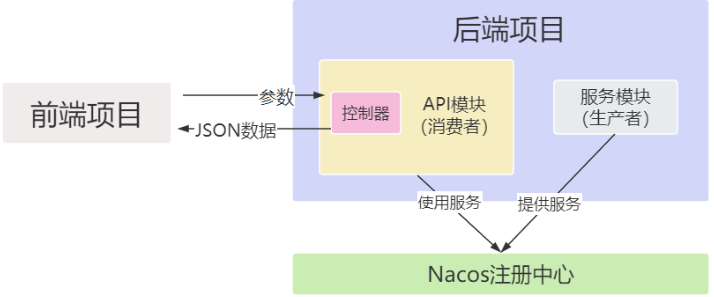 后端项目
前端项目
参数
JSON数据
控制器
API模块
(消费者)
服务模块
(生产者)
使用服务
提供服务
Nacos注册中心